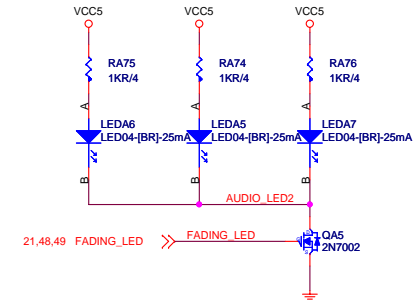 VCC5 VCC5 VCC5
RA75 RA74 RA76
1KR/4 1KR/4 1KR/4
A A A
LEDA6 LEDA5 LEDA7
LED04-[BR]-25mA LED04-[BR]-25mA LED04-[BR]-25mA
B B B
AUDIO_LED2
21,48,49 FADING_LED FADING_LED QA5
2N7002